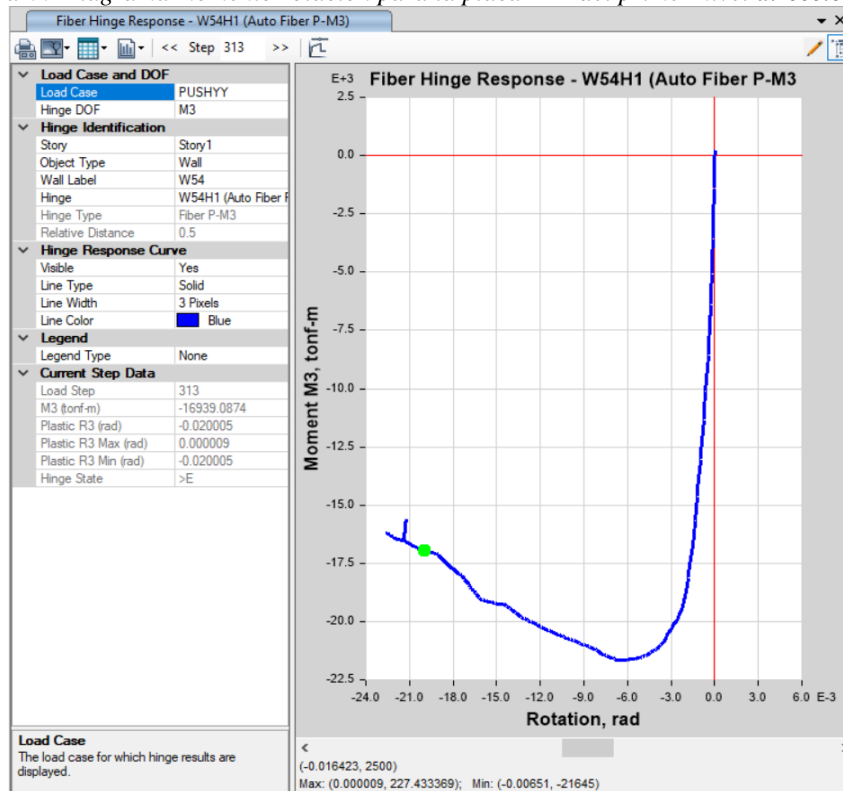 Fiber Hinge Response - W54H1 (Auto Fiber P-M3)
<< Step 313 >>
Load Case and DOF
Load Case PUSHYY
Hinge DOF M3
Hinge Identification
Story Story1
Object Type Wall
Wall Label W54
Hinge W54H1 (Auto Fiber F
Hinge Type Fiber P-M3
Relative Distance 0.5
Hinge Response Curve
Visible Yes
Line Type Solid
Line Width 3 Pixels
Line Color Blue
Legend
Legend Type None
Current Step Data
Load Step 313
M3 (tonf-m) -16939.0874
Plastic R3 (rad) -0.020005
Plastic R3 Max (rad) 0.000009
Plastic R3 Min (rad) -0.020005
Hinge State >E
Load Case
The load case for which hinge results are
displayed.
E+3 Fiber Hinge Response - W54H1 (Auto Fiber P-M3
2.5
0.0
-2.5
-5.0
-7.5
-10.0
-12.5
-15.0
-17.5
-20.0
-22.5
Moment M3, tonf-m
-24.0 -21.0 -18.0 -15.0 -12.0 -9.0 -6.0 -3.0 0.0 3.0 6.0 E-3
Rotation, rad
(-0.016423, 2500)
Max: (0.000009, 227.433369); Min: (-0.00651, -21645)